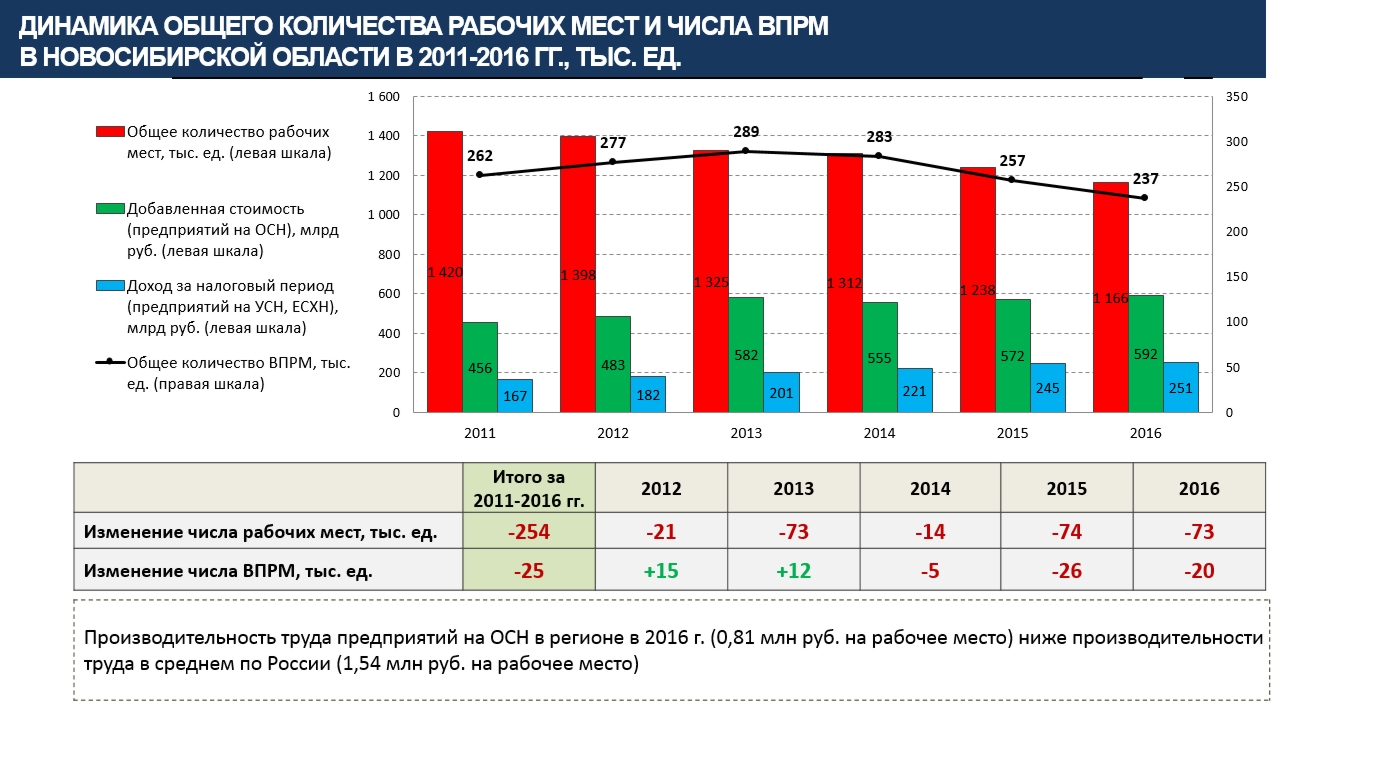 ДИНАМИКА ОБЩЕГО КОЛИЧЕСТВА РАБОЧИХ МЕСТ И ЧИСЛА ВПРМ
В НОВОСИБИРСКОЙ ОБЛАСТИ В 2011-2016 ГГ., ТЫС. ЕД.
Общее количество рабочих
мест, тыс. ед. (левая шкала)
Добавленная стоимость
(предприятий на ОСН), млрд
руб. (левая шкала)
Доход за налоговый период
(предприятий на УСН, ЕСХН),
млрд руб. (левая шкала)
Общее количество ВПРМ, тыс.
ед. (правая шкала)
1 600
1 400
1 200
1 000
800
600
400
200
0
262 277 289 283 257 237
1 420 1 398 1 325 1 312 1 238 1 166
456 483 582 555 572 592
167 182 201 221 245 251
350
300
250
200
150
100
50
0
2011 2012 2013 2014 2015 2016
Итого за
2011-2016 гг. 2012 2013 2014 2015 2016
Изменение числа рабочих мест, тыс. ед. -254 -21 -73 -14 -74 -73
Изменение числа ВПРМ, тыс. ед. -25 +15 +12 -5 -26 -20
Производительность труда предприятий на ОСН в регионе в 2016 г. (0,81 млн руб. на рабочее место) ниже производительности
труда в среднем по России (1,54 млн руб. на рабочее место)